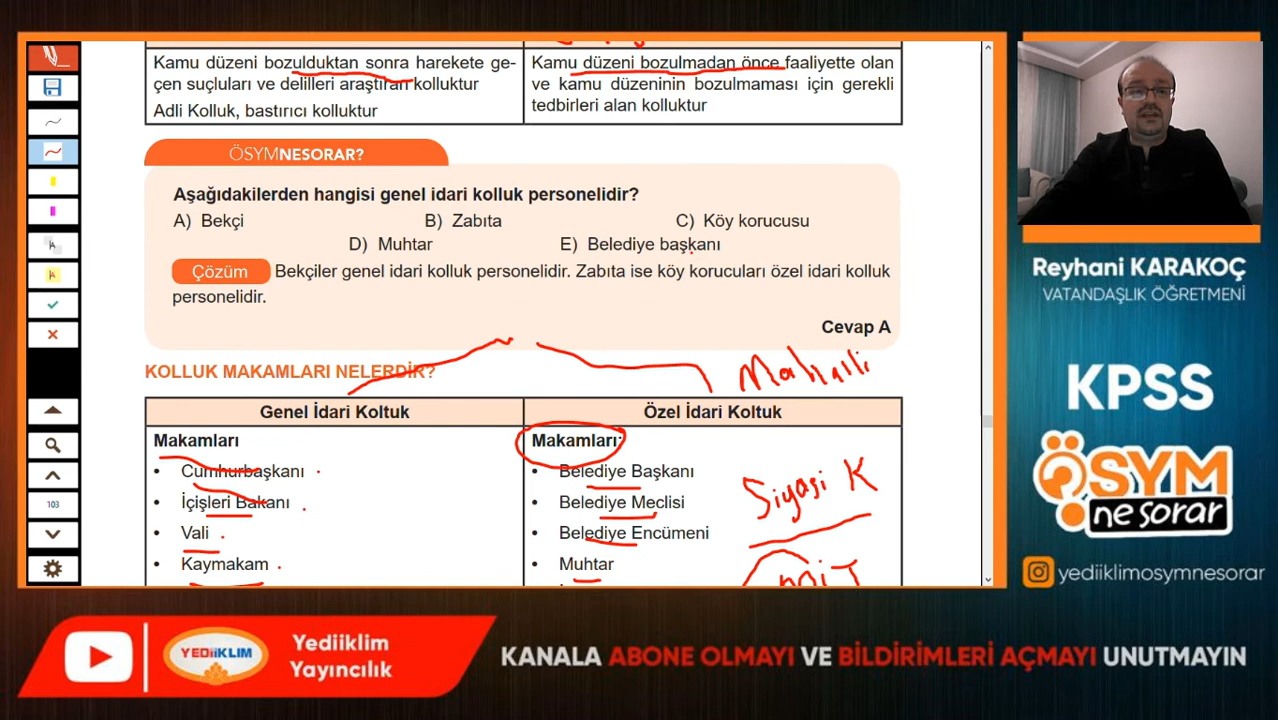 Kamu düzeni bozulduktan sonra harekete ge-
çen suçluları ve delilleri araştıran kolluktur
Adli Kolluk, bastırıcı kolluktur
Kamu düzeni bozulmadan önce faaliyette olan
ve kamu düzeninin bozulmaması için gerekli
tedbirleri alan kolluktur
ÖSYMNESORAR?
Aşağıdakilerden hangisi genel idari kolluk personelidir?
A) Bekçi B) Zabıta C) Köy korucusu
D) Muhtar E) Belediye başkanı
Çözüm Bekçiler genel idari kolluk personelidir. Zabıta ise köy korucuları özel idari kolluk
personelidir.
Cevap A
KOLLUK MAKAMLARI NELERDİR?
Mahalli
Genel İdari Koltuk
Makamları
• Cumhurbaşkanı
• İçişleri Bakanı
• Vali
• Kaymakam
Özel İdari Koltuk
Makamları
• Belediye Başkanı
• Belediye Meclisi
• Belediye Encümeni
• Muhtar
Siyasi K
103
Reyhani KARAKOÇ
VATANDAŞLIK ÖĞRETMENİ
KPSS
ÖSYM
ne sorar
yediiklimosymnesorar
YEDİİKLİM
Yediiklim
Yayıncılık
KANALA ABONE OLMAYI VE BİLDİRİMLERİ AÇMAYI UNUTMAYIN